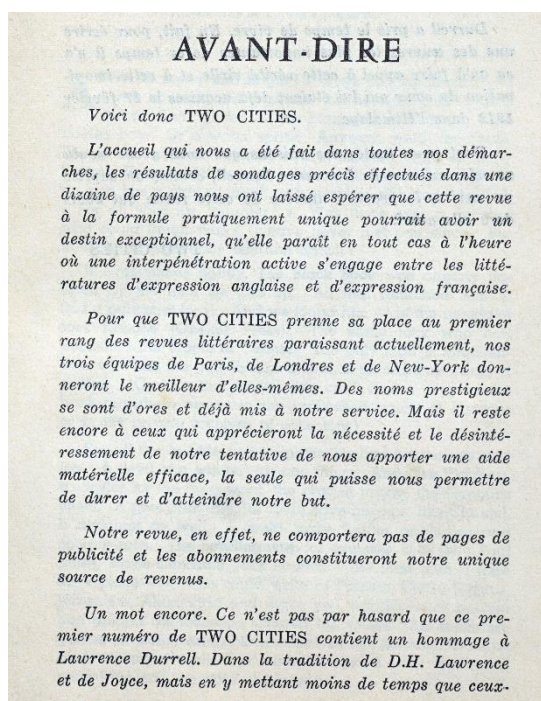 AVANT-DIRE
Voici donc TWO CITIES.
L'accueil qui nous a été fait dans toutes nos démar-
ches, les résultats de sondages précis effectués dans une
dizaine de pays nous ont laissé espérer que cette revue
à la formule pratiquement unique pourrait avoir un
destin exceptionnel, qu'elle paraît en tout cas à l'heure
où une interpénétration active s'engage entre les litté-
ratures d'expression anglaise et d'expression française.
Pour que TWO CITIES prenne sa place au premier
rang des revues littéraires paraissant actuellement, nos
trois équipes de Paris, de Londres et de New-York don-
neront le meilleur d'elles-mêmes. Des noms prestigieux
se sont d'ores et déjà mis à notre service. Mais il reste
encore à ceux qui apprécieront la nécessité et le désinté-
ressement de notre tentative de nous apporter une aide
matérielle efficace, la seule qui puisse nous permettre
de durer et d'atteindre notre but.
Notre revue, en effet, ne comportera pas de pages de
publicité et les abonnements constitueront notre unique
source de revenus.
Un mot encore. Ce n'est pas par hasard que ce pre-
mier numéro de TWO CITIES contient un hommage à
Lawrence Durrell. Dans la tradition de D.H. Lawrence
et de Joyce, mais en y mettant moins de temps que ceux-